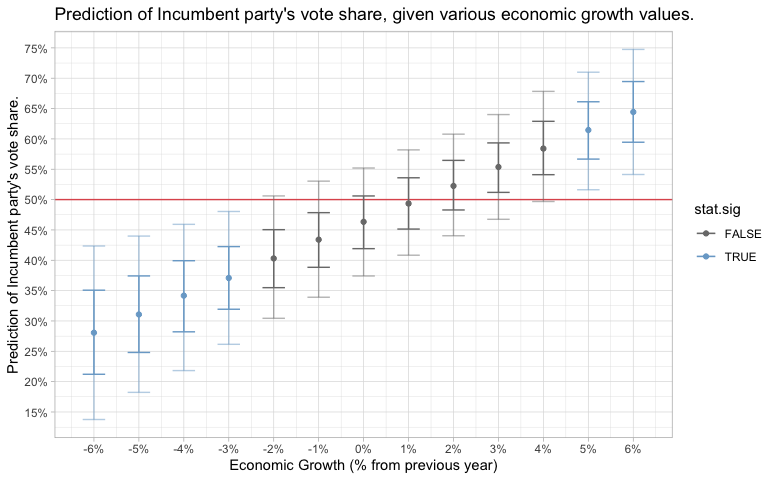 Prediction of Incumbent party's vote share, given various economic growth values.
Prediction of Incumbent party's vote share.
75%
70%
65%
60%
55%
50%
45%
40%
35%
30%
25%
20%
15%
-6% -5% -4% -3% -2% -1% 0% 1% 2% 3% 4% 5% 6%
Economic Growth (% from previous year)
stat.sig
FALSE
TRUE